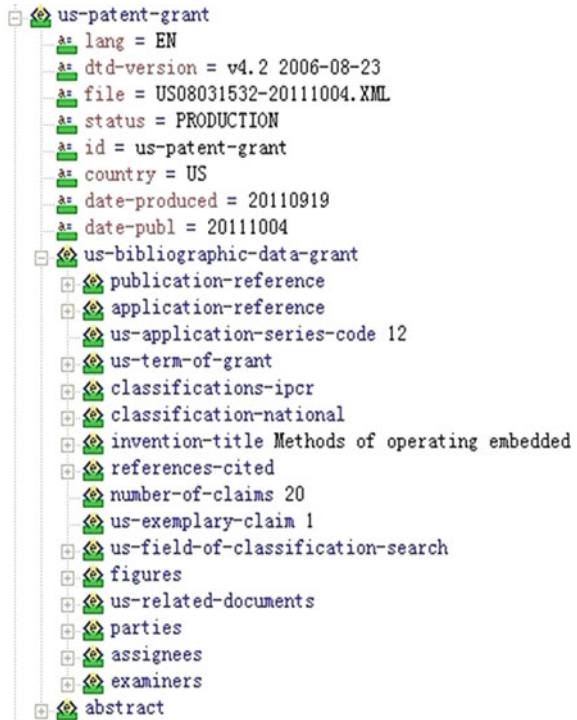 us-patent-grant
lang = EN
dtd-version = v4.2 2006-08-23
file = US08031532-20111004.XML
status = PRODUCTION
id = us-patent-grant
country = US
date-produced = 20110919
date-publ = 20111004
us-bibliographic-data-grant
publication-reference
application-reference
us-application-series-code 12
us-term-of-grant
classifications-ipcr
classification-national
invention-title Methods of operating embedded
references-cited
number-of-claims 20
us-exemplary-claim 1
us-field-of-classification-search
figures
us-related-documents
parties
assignees
examiners
abstract